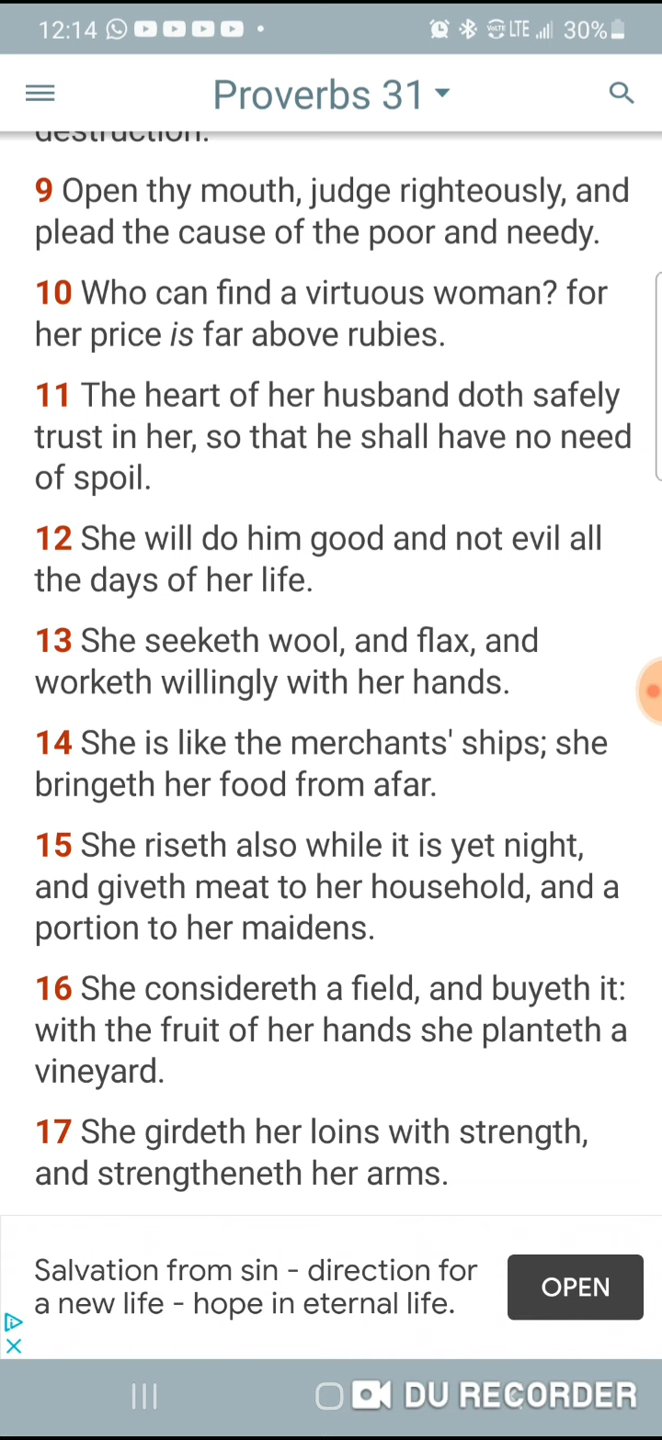 12:14
LTE 30%
Proverbs 31
destruction.
9 Open thy mouth, judge righteously, and
plead the cause of the poor and needy.
10 Who can find a virtuous woman? for
her price is far above rubies.
11 The heart of her husband doth safely
trust in her, so that he shall have no need
of spoil.
12 She will do him good and not evil all
the days of her life.
13 She seeketh wool, and flax, and
worketh willingly with her hands.
14 She is like the merchants' ships; she
bringeth her food from afar.
15 She riseth also while it is yet night,
and giveth meat to her household, and a
portion to her maidens.
16 She considereth a field, and buyeth it:
with the fruit of her hands she planteth a
vineyard.
17 She girdeth her loins with strength,
and strengtheneth her arms.
Salvation from sin - direction for
a new life - hope in eternal life.
OPEN
DU RECORDER